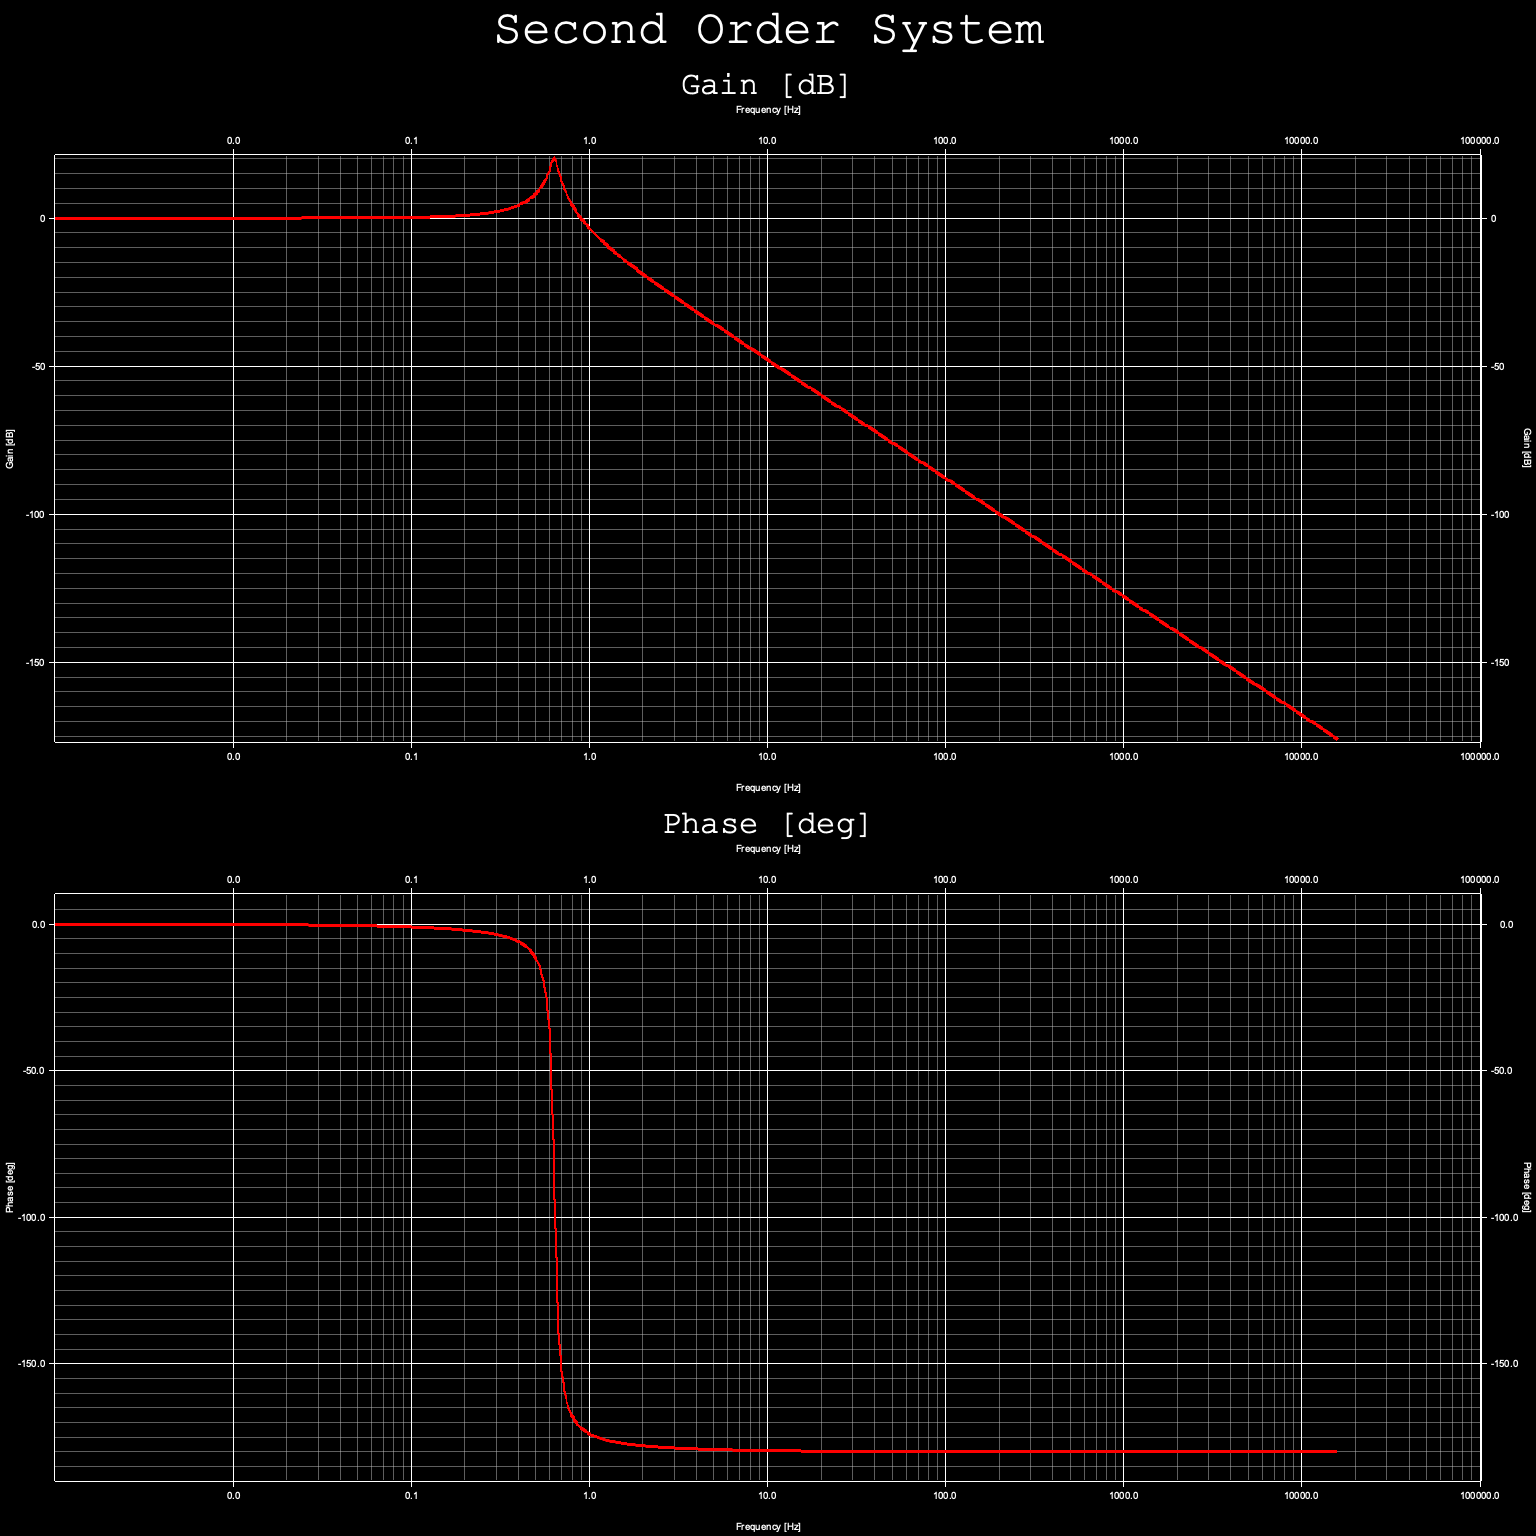 Second Order System
Gain [dB]
Frequency [Hz]
0.0 0.1 1.0 10.0 100.0 1000.0 10000.0 100000.0
0 0
-50 -50
Gain [dB] Gain [dB]
-100 -100
-150 -150
0.0 0.1 1.0 10.0 100.0 1000.0 10000.0 100000.0
Frequency [Hz]
Phase [deg]
Frequency [Hz]
0.0 0.1 1.0 10.0 100.0 1000.0 10000.0 100000.0
0.0 0.0
-50.0 -50.0
Phase [deg] Phase [deg]
-100.0 -100.0
-150.0 -150.0
0.0 0.1 1.0 10.0 100.0 1000.0 10000.0 100000.0
Frequency [Hz]